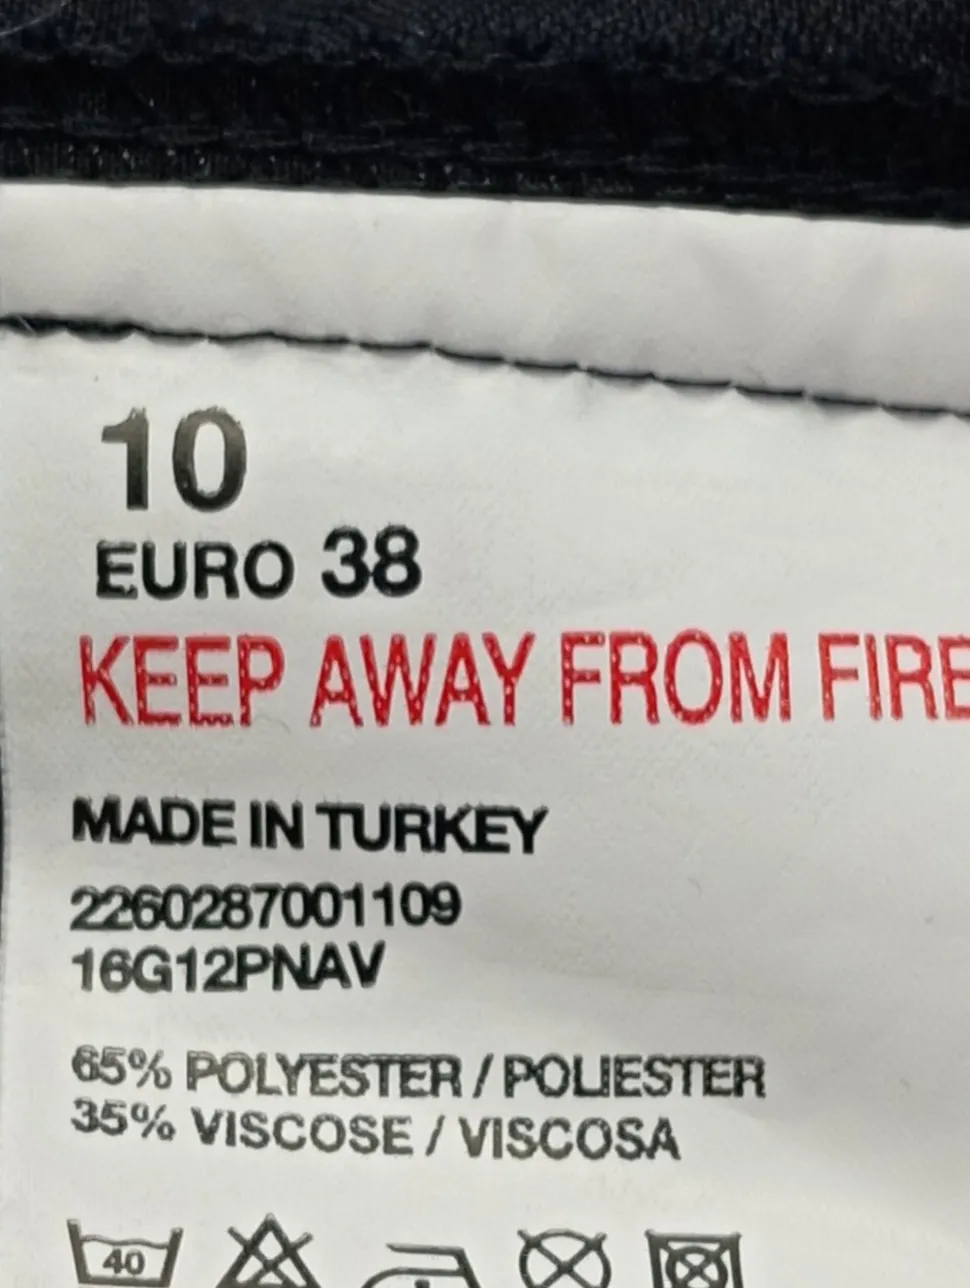 10
EURO 38
KEEP AWAY FROM FIRE
MADE IN TURKEY
2260287001109
16G12PNAV
65% POLYESTER / POLIESTER
35% VISCOSE / VISCOSA
40